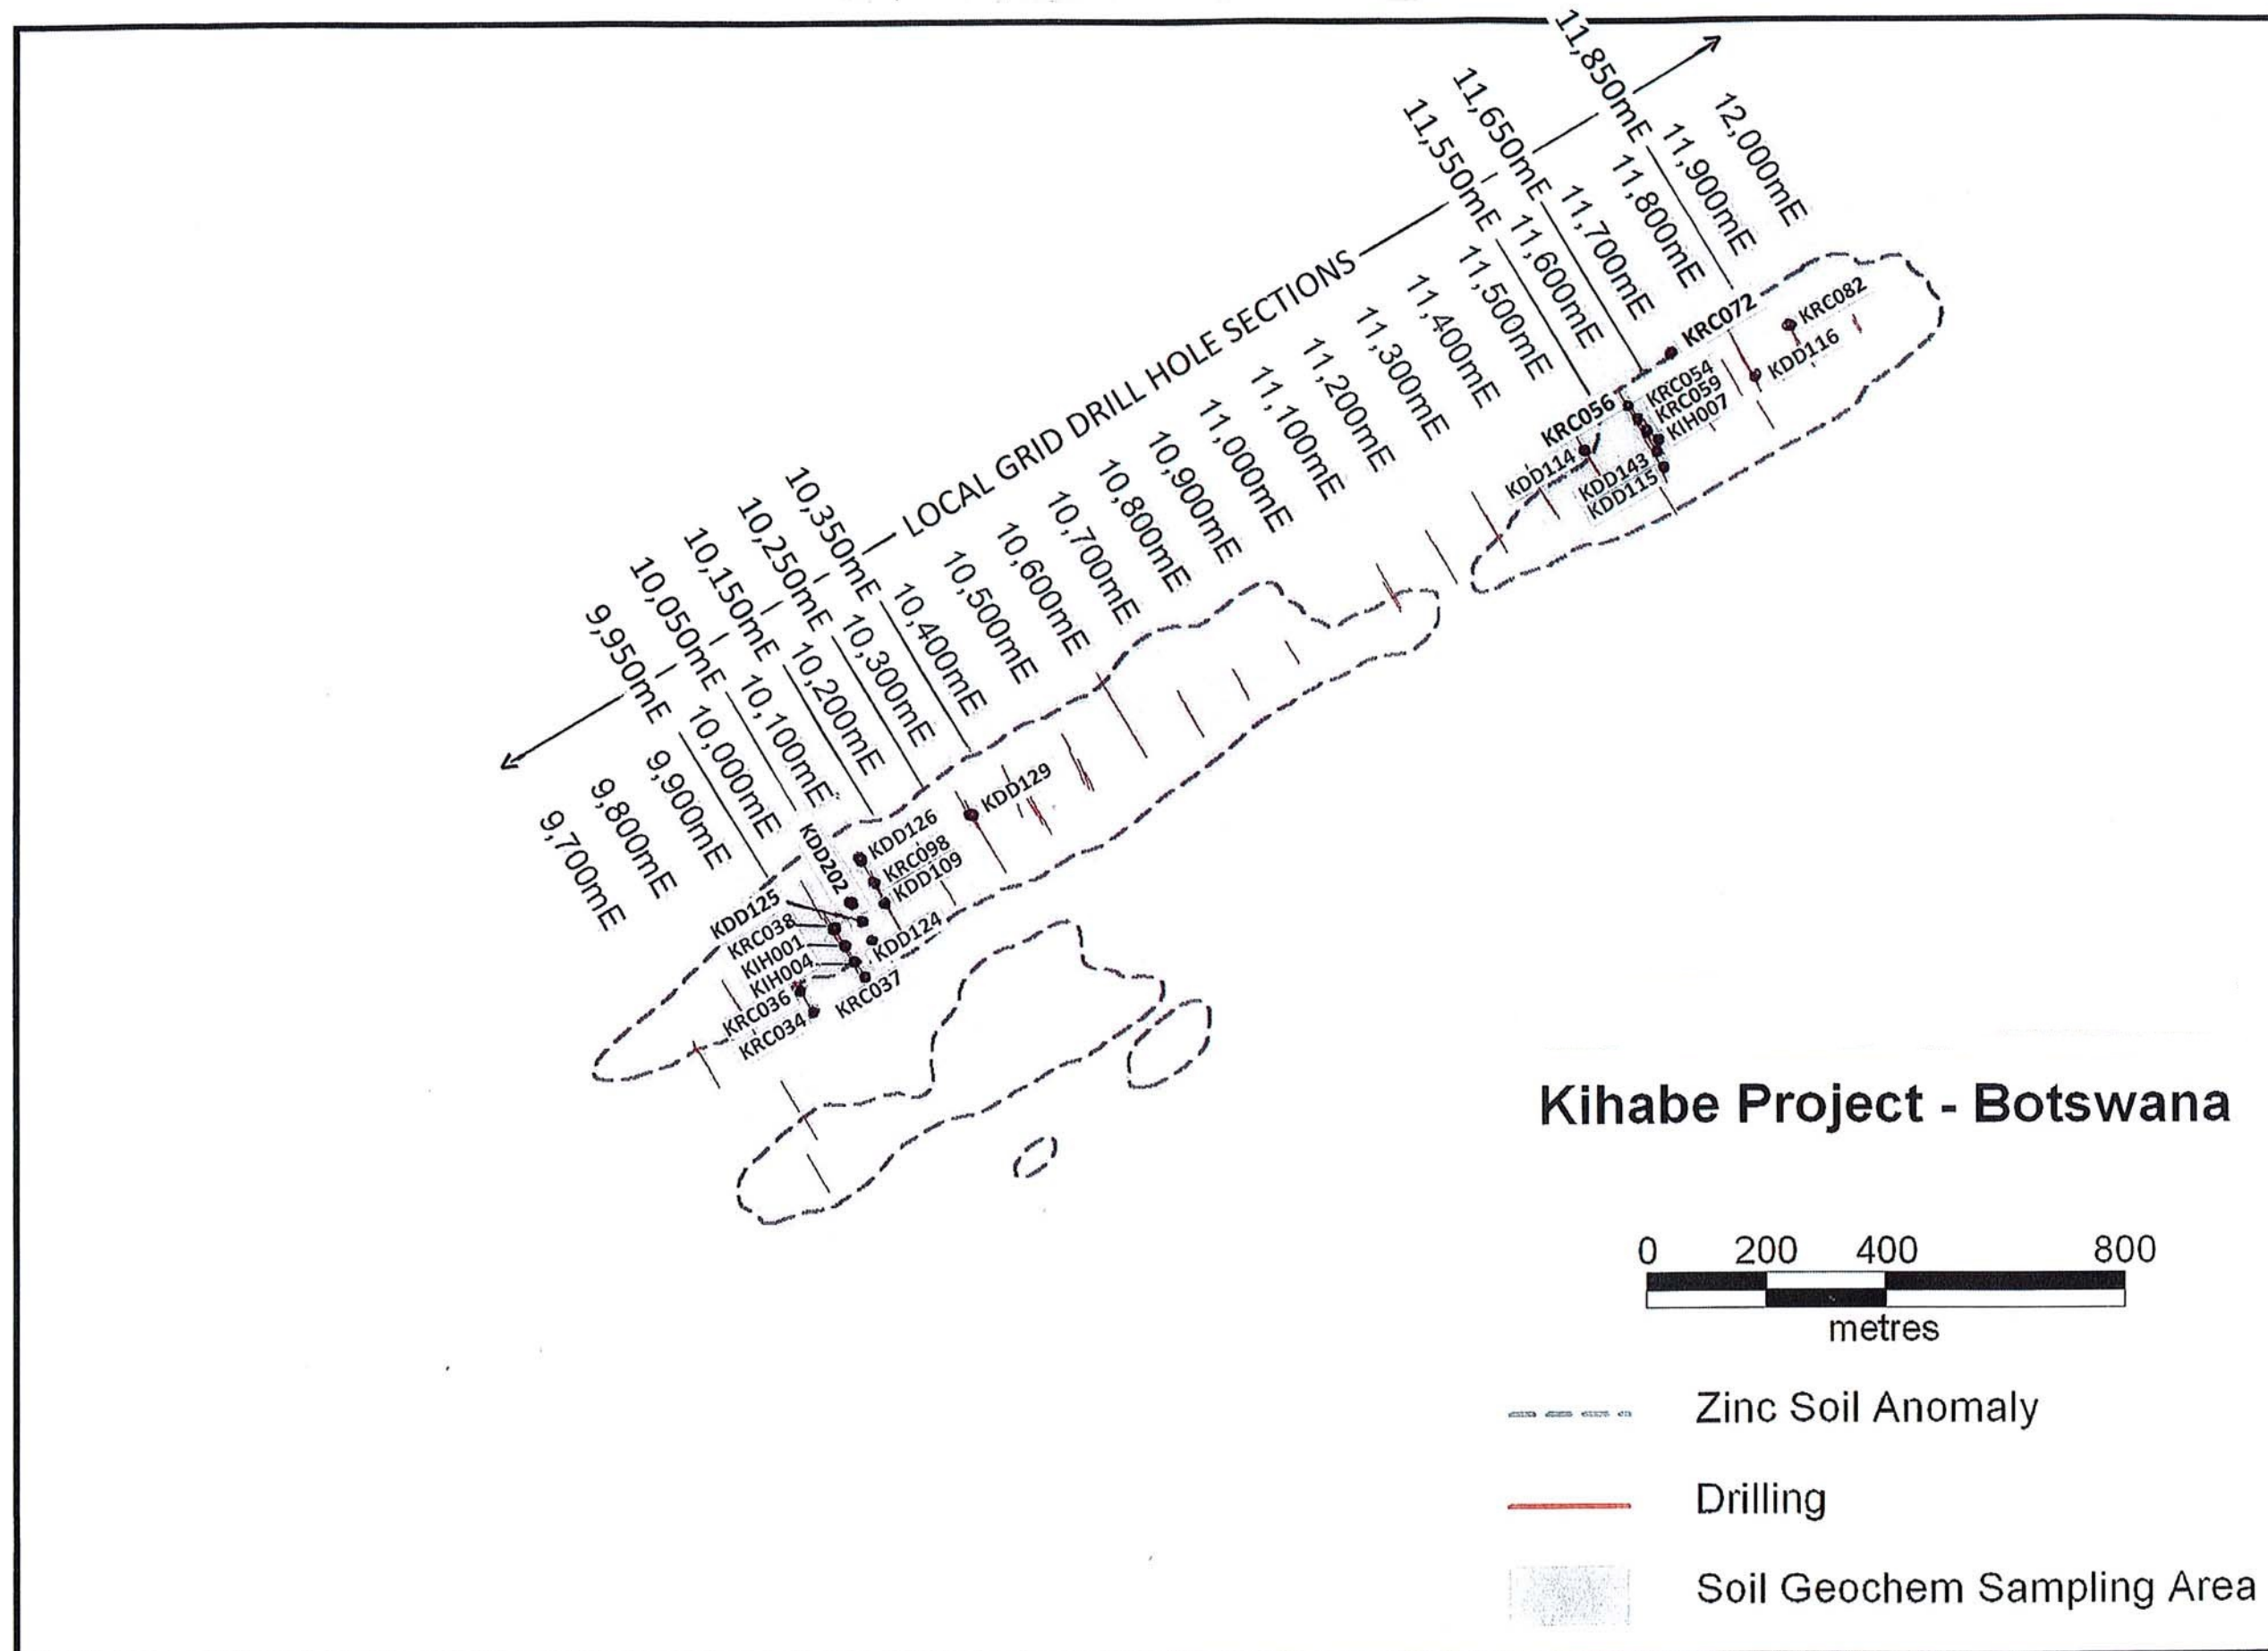 11,850mE
11,650mE
11,550mE
12,000mE
11,900mE
11,800mE
11,700mE
11,600mE
11,500mE
11,400mE
11,300mE
11,200mE
11,100mE
11,000mE
10,900mE
10,800mE
10,700mE
10,600mE
10,500mE
10,400mE
10,300mE
10,200mE
10,100mE
10,000mE
9,900mE
9,800mE
9,700mE
LOCAL GRID DRILL HOLE SECTIONS
10,350mE
10,250mE
10,150mE
10,050mE
9,950mE
KRC082
KRC072
KDD116
KRC054
KRC059
KIH007
KRC056
KDD114
KDD143
KDD115
KDD129
KDD126
KRC098
KDD109
KDD202
KDD125
KRC038
KIH001
KIH004
KDD124
KRC036
KRC034
KRC037
Kihabe Project - Botswana
0 200 400 800
metres
Zinc Soil Anomaly
Drilling
Soil Geochem Sampling Area